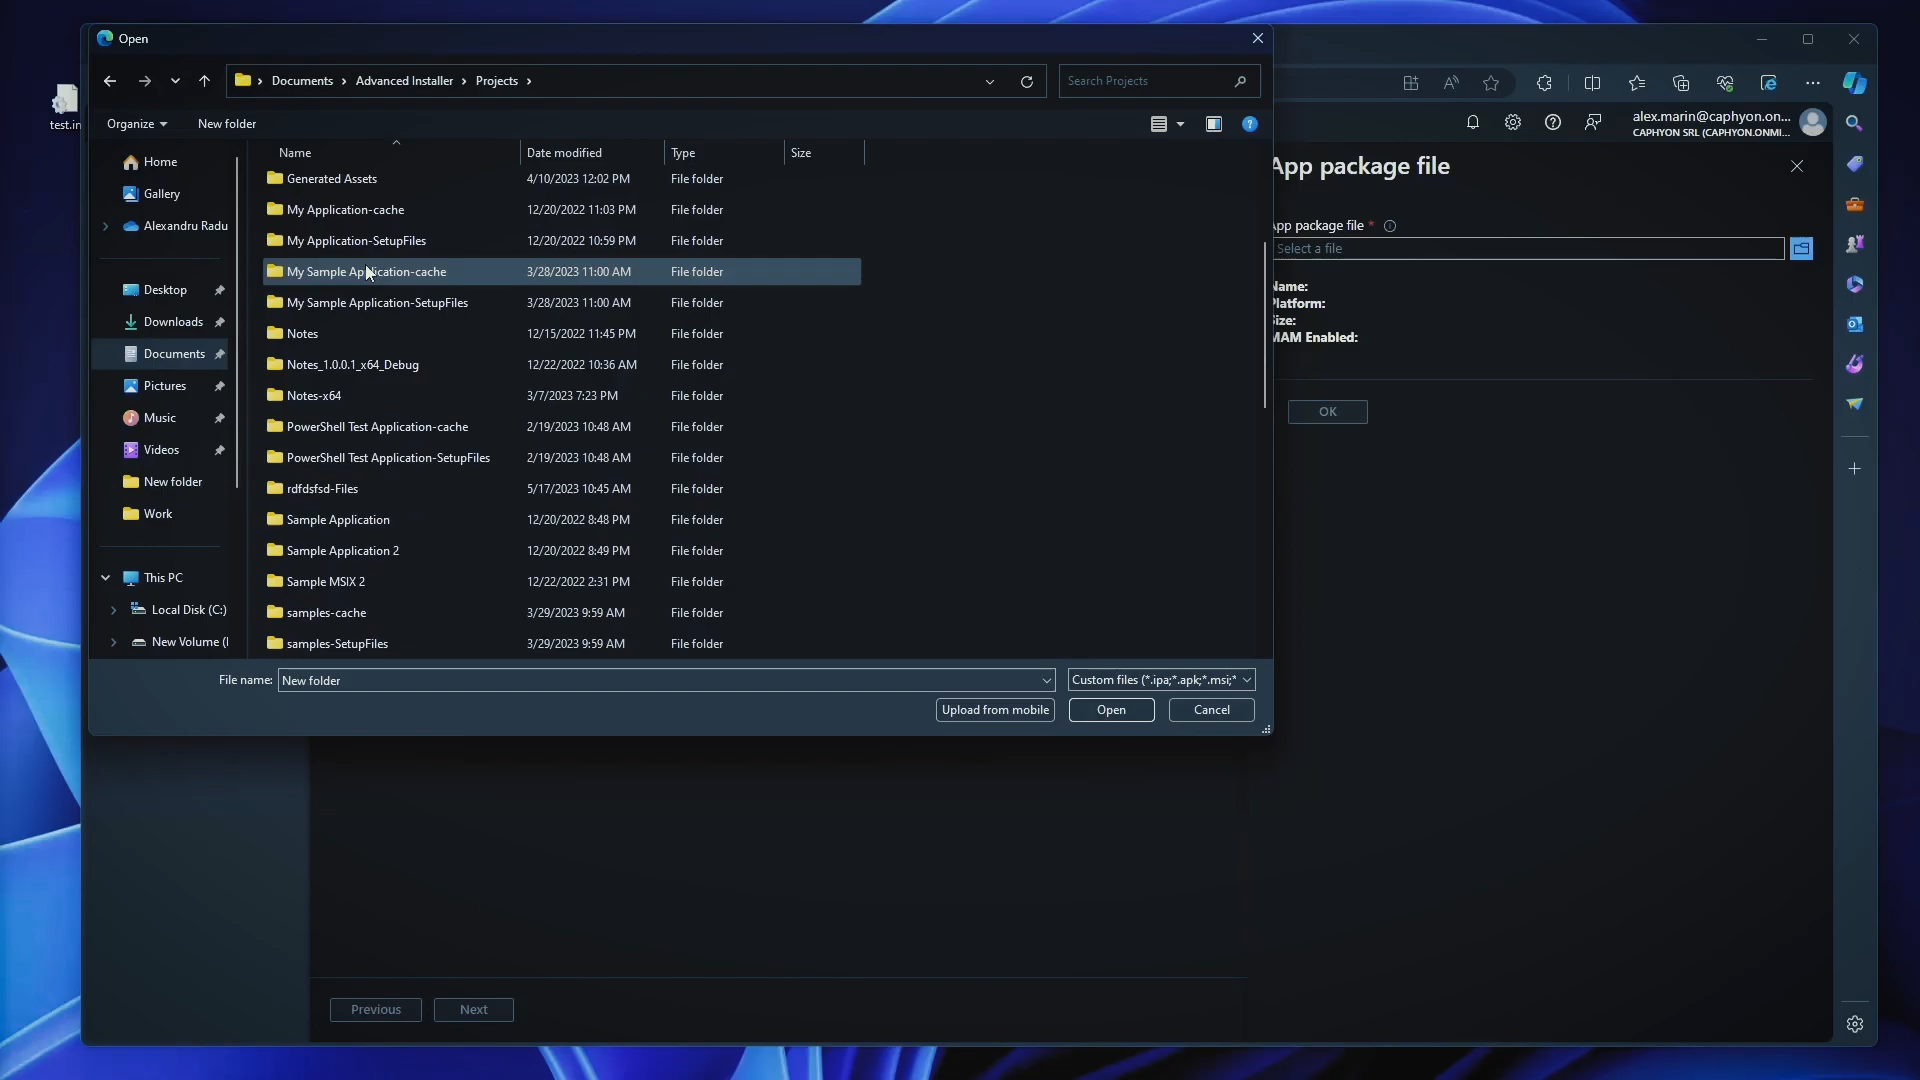 Open
test.in
Documents
Advanced Installer
Projects
Search Projects
Organize
New folder
alex.marin@caphyon.on...
CAPHYON SRL (CAPHYON.ONMI...
Home
Gallery
Alexandru Radu
Desktop
Downloads
Documents
Pictures
Music
Videos
New folder
Work
This PC
Local Disk (C:)
New Volume (
Name Date modified Type Size
Generated Assets 4/10/2023 12:02 PM File folder
My Application-cache 12/20/2022 11:03 PM File folder
My Application-SetupFiles 12/20/2022 10:59 PM File folder
My Sample Application-cache 3/28/2023 11:00 AM File folder
My Sample Application-SetupFiles 3/28/2023 11:00 AM File folder
Notes 12/15/2022 11:45 PM File folder
Notes_1.0.0.1_x64_Debug 12/22/2022 10:36 AM File folder
Notes-x64 3/7/2023 7:23 PM File folder
PowerShell Test Application-cache 2/19/2023 10:48 AM File folder
PowerShell Test Application-SetupFiles 2/19/2023 10:48 AM File folder
rdfdsfsd-Files 5/17/2023 10:45 AM File folder
Sample Application 12/20/2022 8:48 PM File folder
Sample Application 2 12/20/2022 8:49 PM File folder
Sample MSIX 2 12/22/2022 2:31 PM File folder
samples-cache 3/29/2023 9:59 AM File folder
samples-SetupFiles 3/29/2023 9:59 AM File folder
File name: New folder
Custom files (*.ipa;*.apk;*.msi;*
Upload from mobile
Open
Cancel
App package file
App package file *
Select a file
Name:
Platform:
Size:
MAM Enabled:
OK
Previous
Next